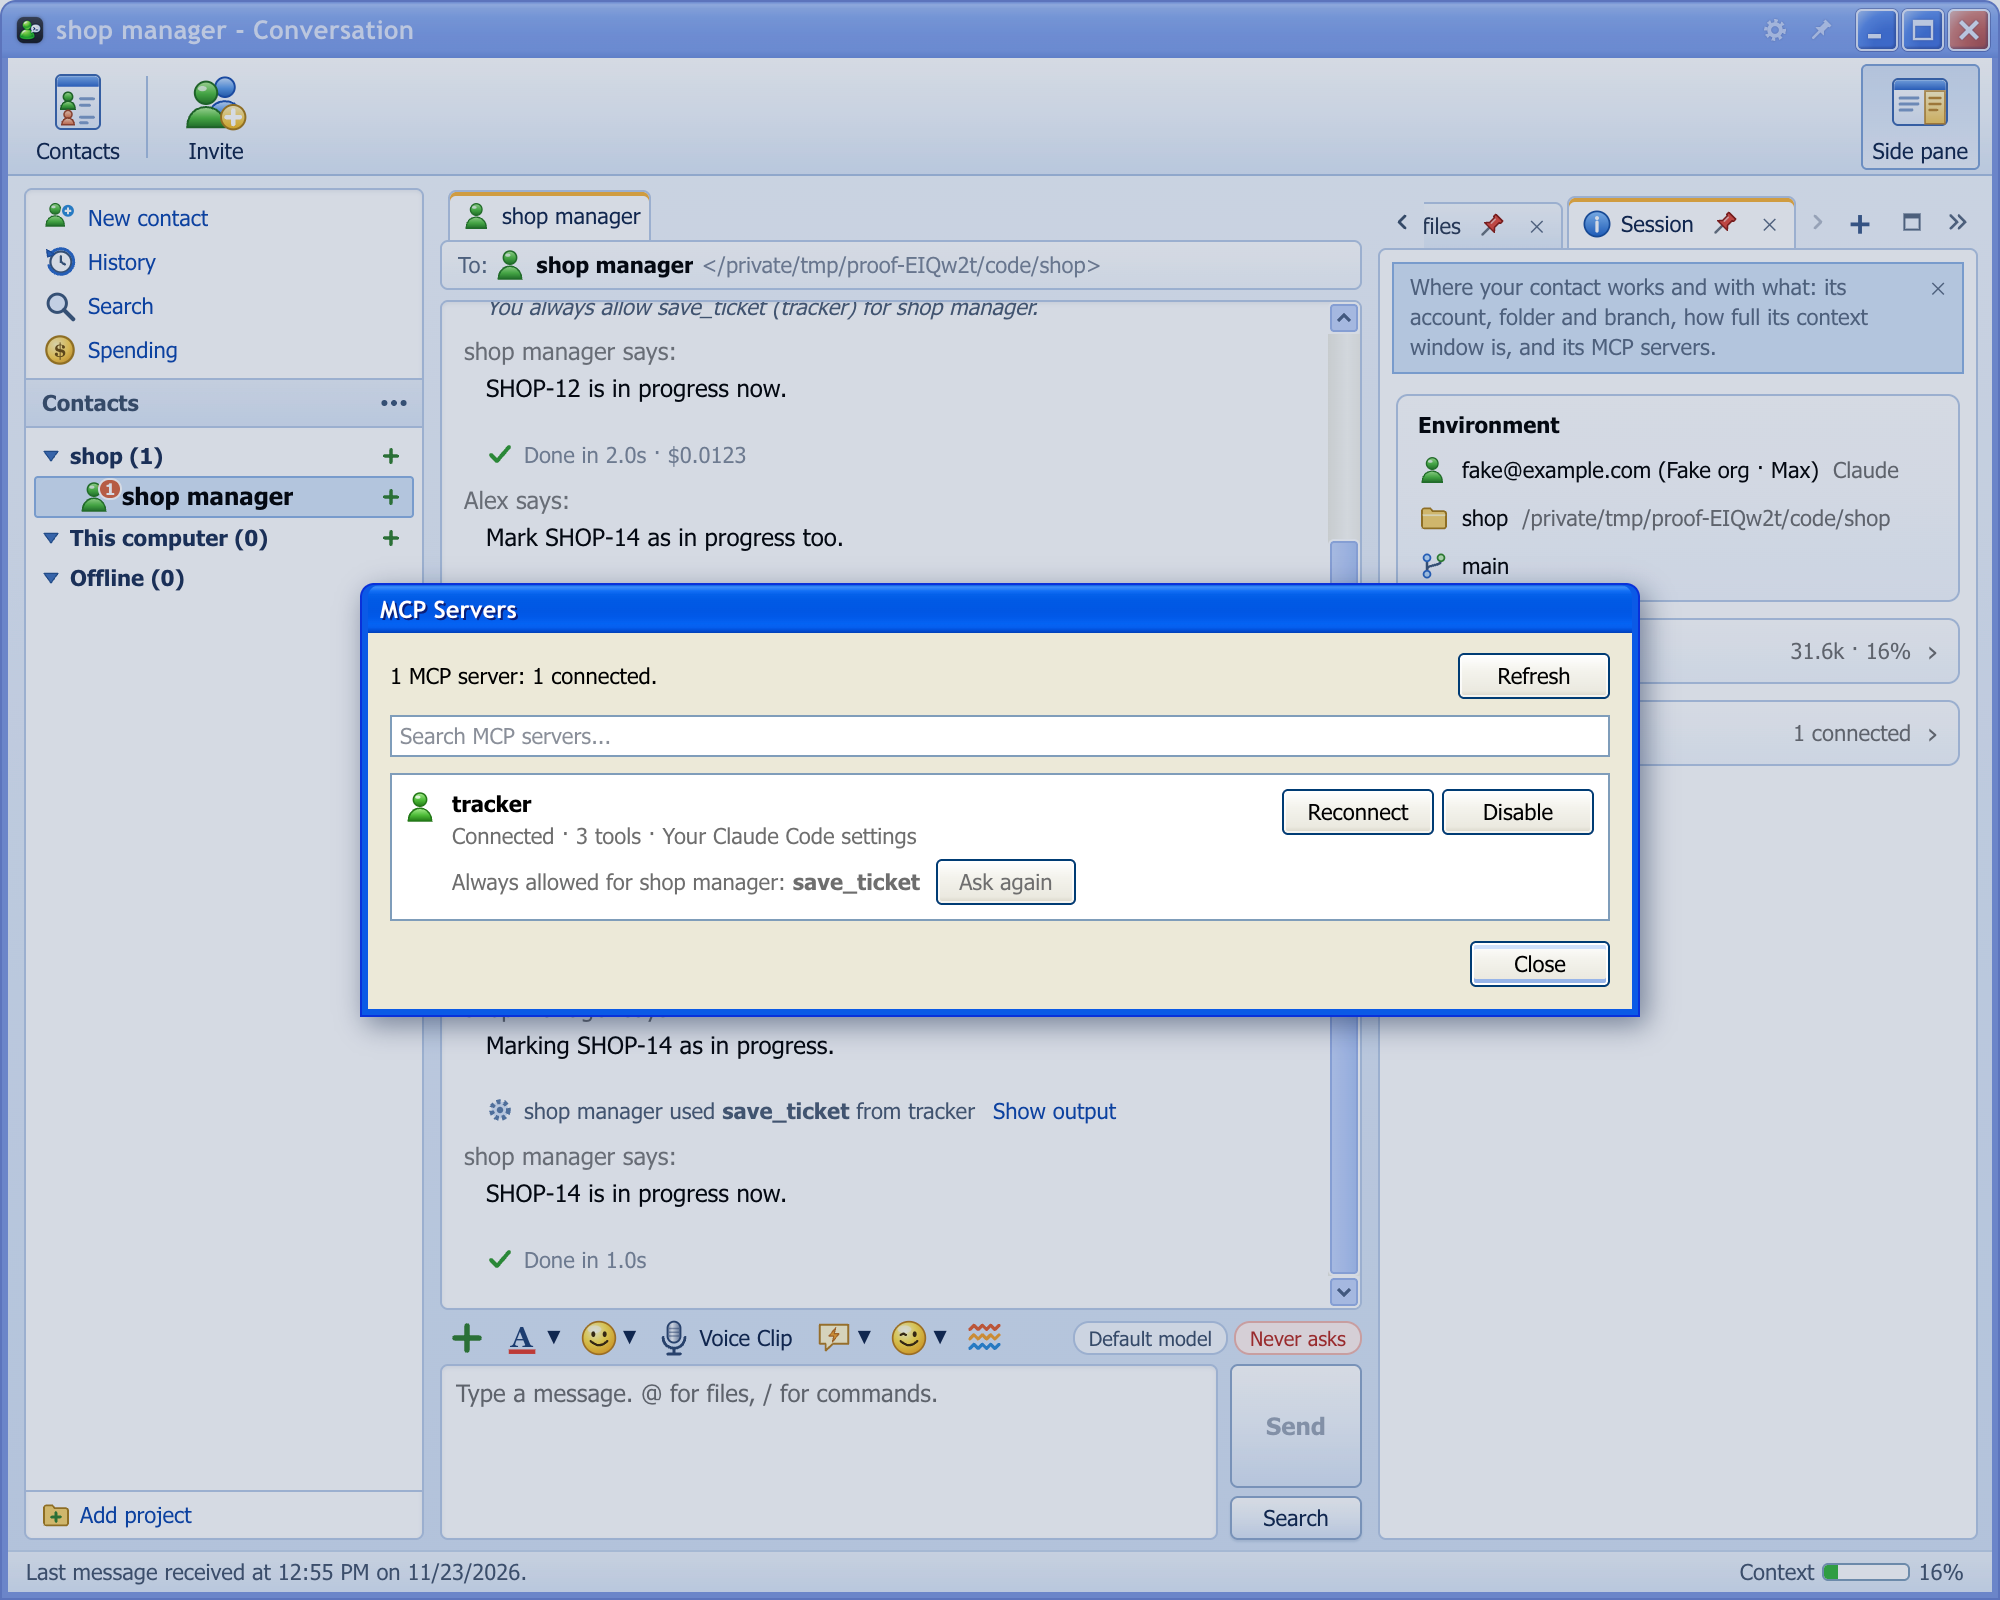 shop manager - Conversation
Contacts
Invite
Side pane
New contact
History
Search
Spending
Contacts
shop (1)
1
shop manager
This computer (0)
Offline (0)
Add project
shop manager
To: shop manager </private/tmp/proof-EIQw2t/code/shop>
You always allow save_ticket (tracker) for shop manager.
shop manager says:
SHOP-12 is in progress now.
Done in 2.0s · $0.0123
Alex says:
Mark SHOP-14 as in progress too.
MCP Servers
1 MCP server: 1 connected.
Refresh
Search MCP servers...
tracker
Connected · 3 tools · Your Claude Code settings
Reconnect
Disable
Always allowed for shop manager: save_ticket
Ask again
Close
Marking SHOP-14 as in progress.
shop manager used save_ticket from tracker Show output
shop manager says:
SHOP-14 is in progress now.
Done in 1.0s
A
Voice Clip
Default model
Never asks
Type a message. @ for files, / for commands.
Send
Search
files
Session
Where your contact works and with what: its
account, folder and branch, how full its context
window is, and its MCP servers.
Environment
fake@example.com (Fake org · Max) Claude
shop /private/tmp/proof-EIQw2t/code/shop
main
31.6k · 16%
1 connected
Last message received at 12:55 PM on 11/23/2026.
Context 16%